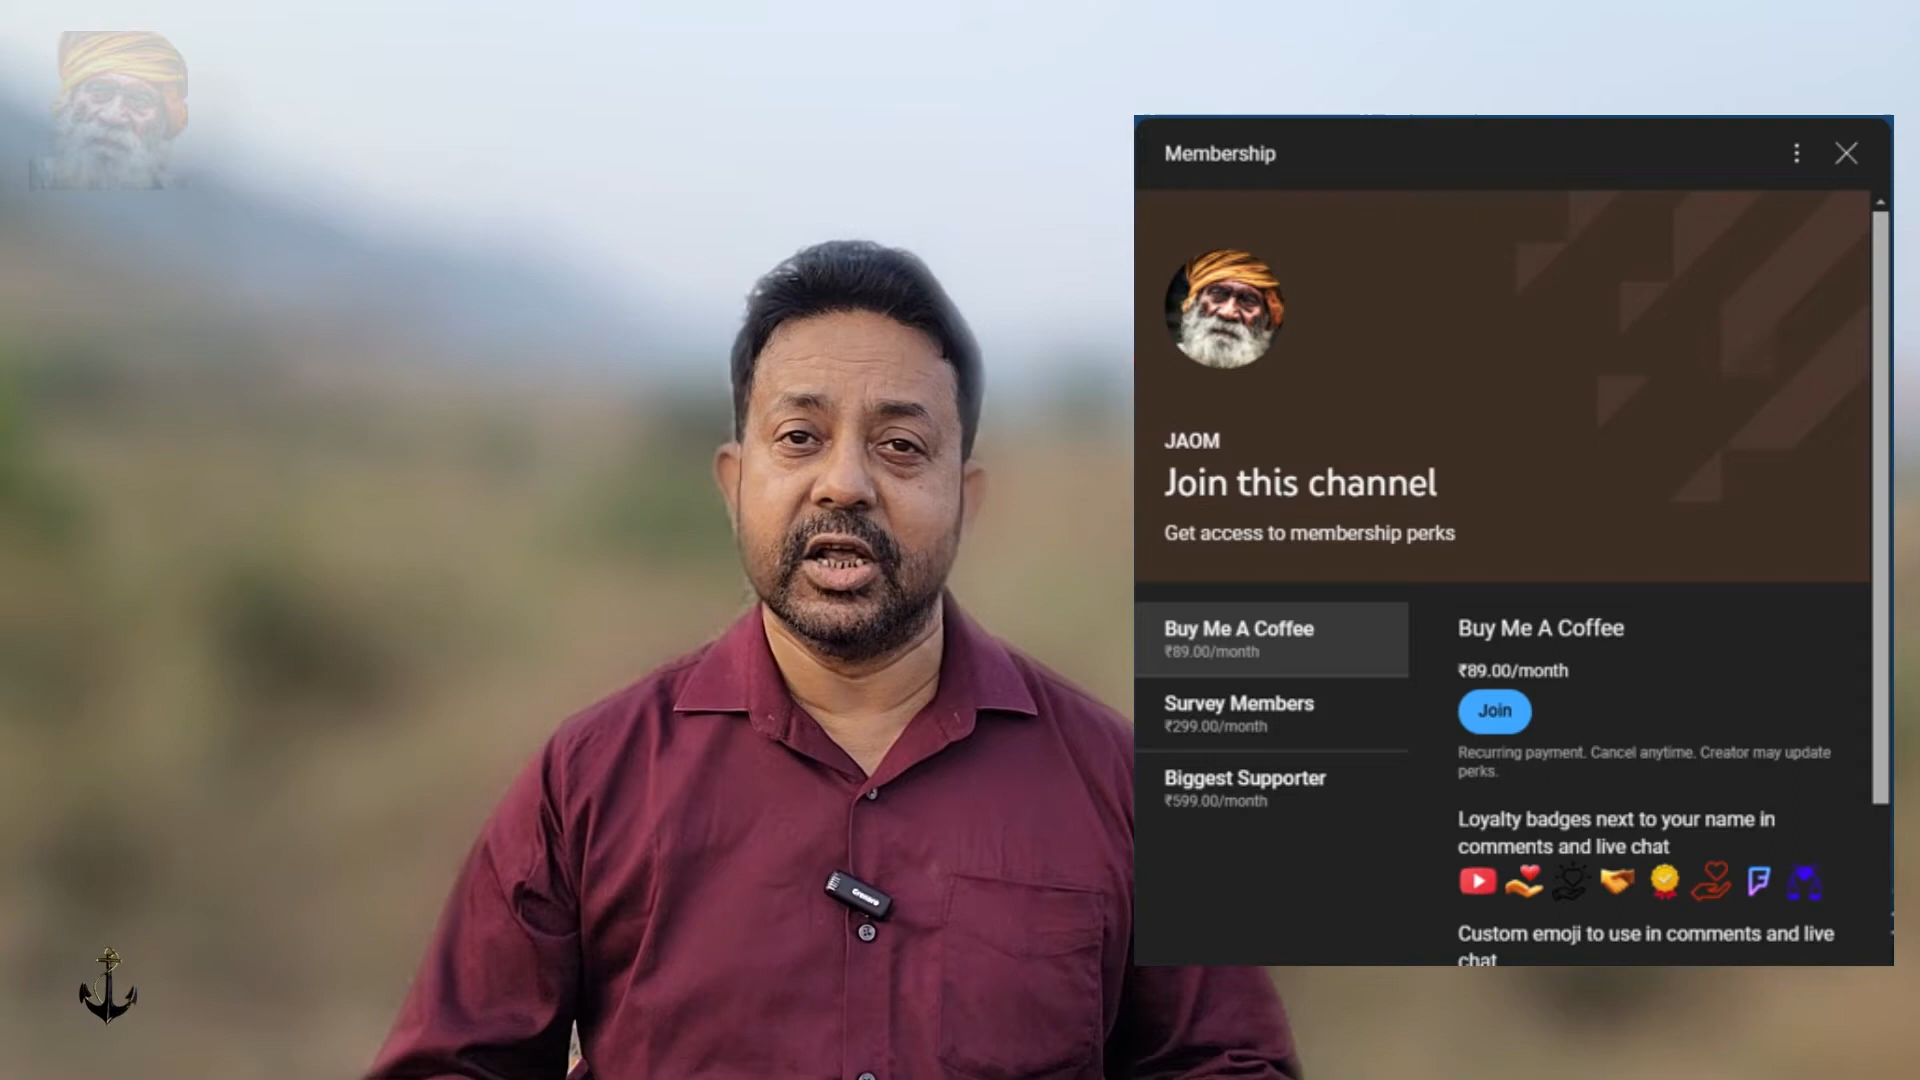 Membership
JAOM
Join this channel
Get access to membership perks
Buy Me A Coffee
₹89.00/month
Survey Members
₹299.00/month
Biggest Supporter
₹599.00/month
Buy Me A Coffee
₹89.00/month
Join
Recurring payment. Cancel anytime. Creator may update
perks.
Loyalty badges next to your name in
comments and live chat
Custom emoji to use in comments and live
chat
Grenaro